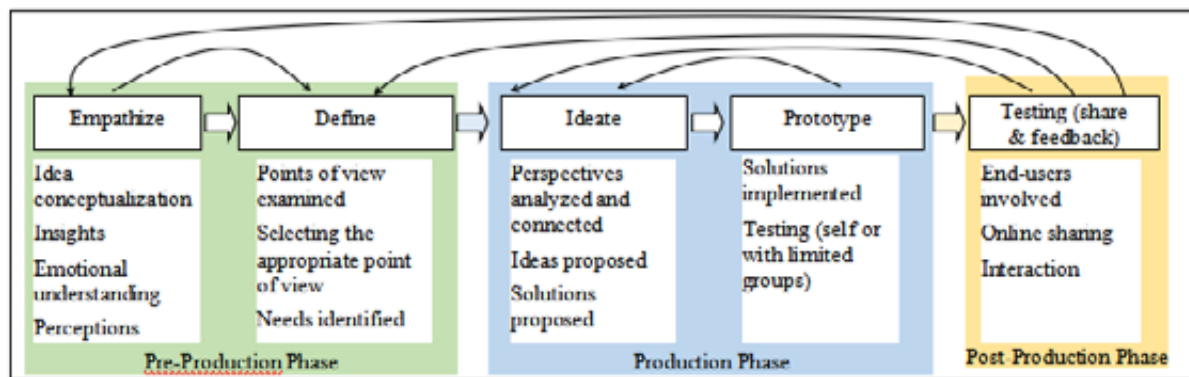 Empathize
Define
Ideate
Prototype
Testing (share
& feedback)
Idea
conceptualization
Insights
Emotional
understanding
Perceptions
Points of view
examined
Selecting the
appropriate point
of view
Needs identified
Perspectives
analyzed and
connected
Ideas proposed
Solutions
proposed
Solutions
implemented
Testing (self or
with limited
groups)
End-users
involved
Online sharing
Interaction
Pre-Production Phase
Production Phase
Post-Production Phase